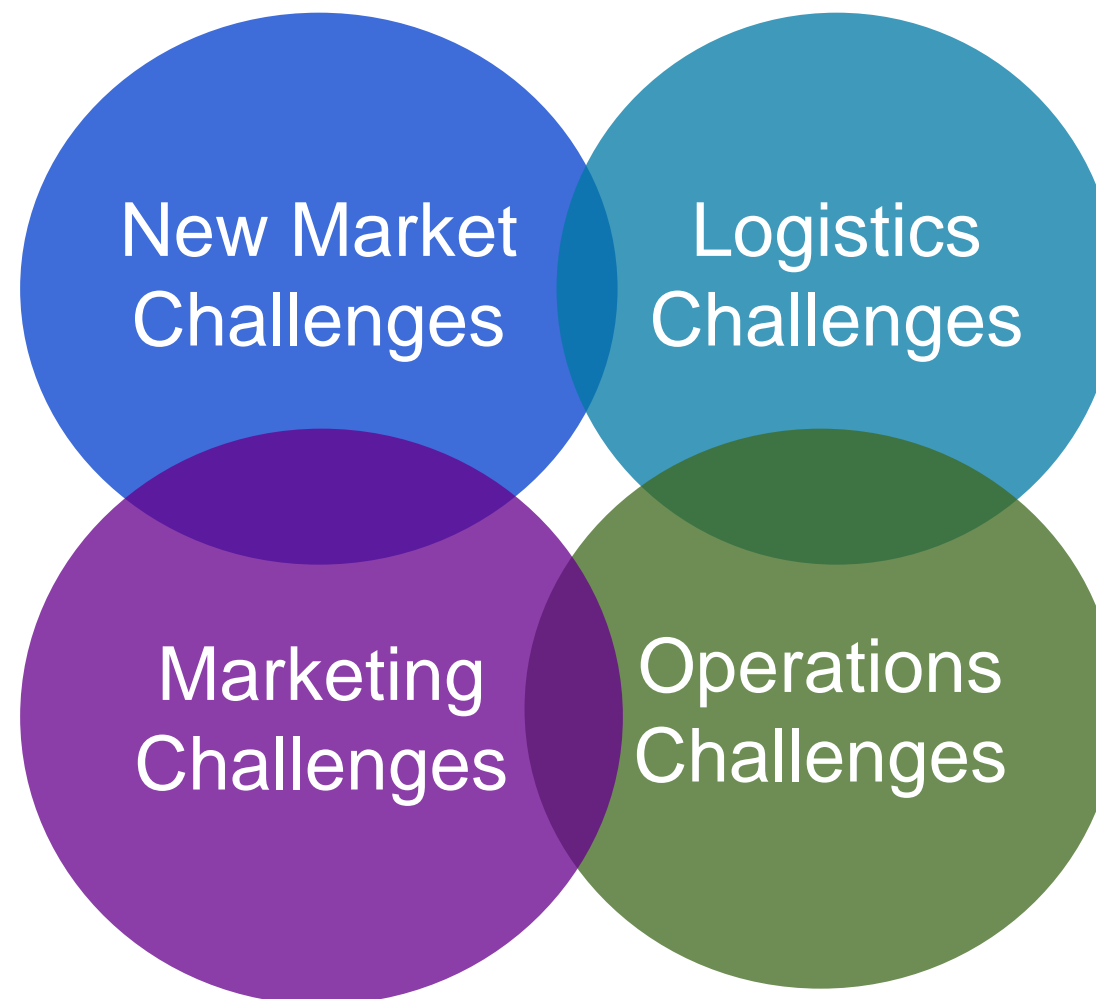 New Market
Challenges
Logistics
Challenges
Marketing
Challenges
Operations
Challenges